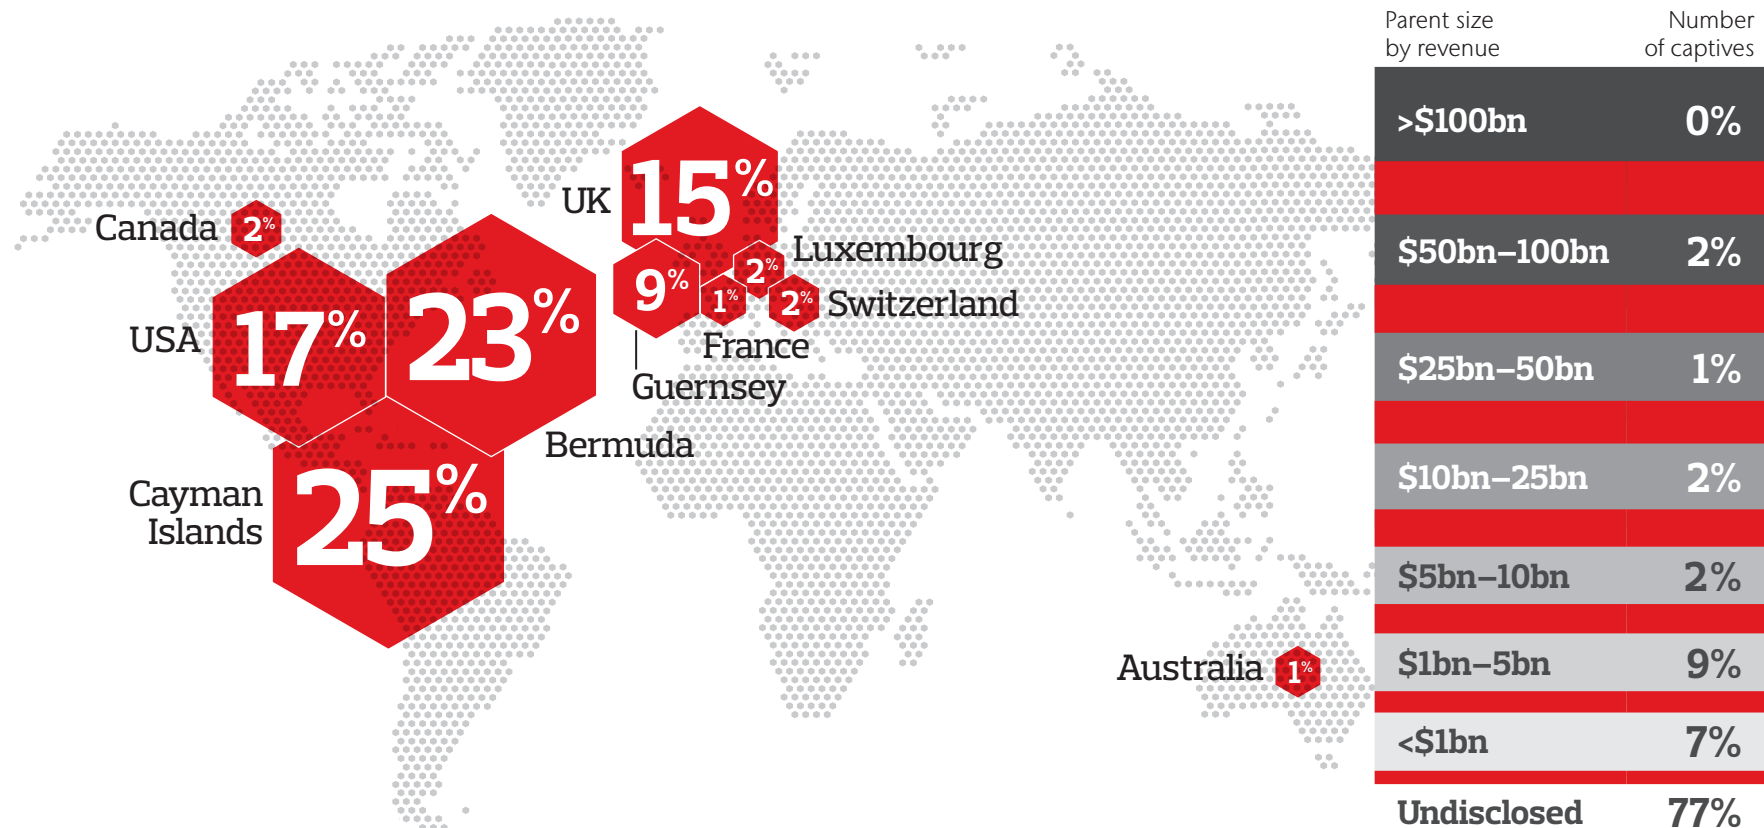 Canada 2%
USA 17%
23%
Bermuda
Cayman
Islands
25%
UK 15%
9%
Guernsey
1%
France
2%
Luxembourg
2%
Switzerland
Australia 1%
Parent size
by revenue
Number
of captives
>$100bn 0%
$50bn–100bn 2%
$25bn–50bn 1%
$10bn–25bn 2%
$5bn–10bn 2%
$1bn–5bn 9%
<$1bn 7%
Undisclosed 77%